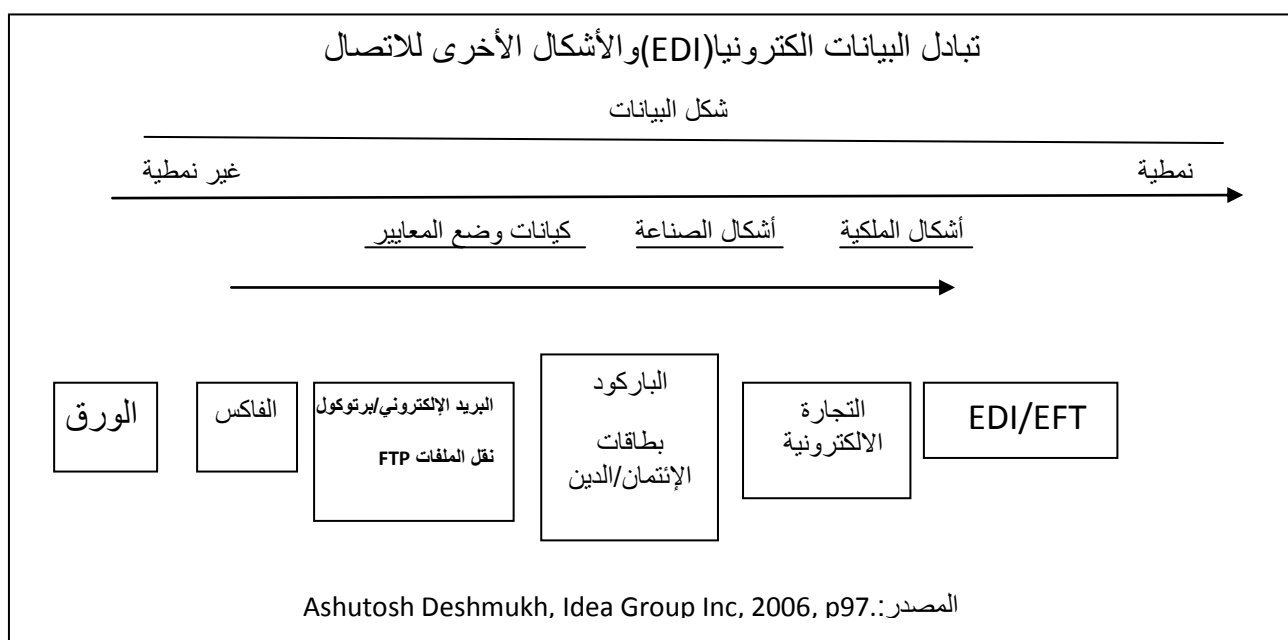 تبادل البيانات الكترونيا(EDI)والأشكال الأخرى للاتصال
شكل البيانات
نمطية
غير نمطية
أشكال الملكية
أشكال الصناعة
كيانات وضع المعايير
EDI/EFT
التجارة
الالكترونية
الباركود
بطاقات
الإئتمان/الدين
البريد الإلكتروني/برتوكول
نقل الملفات FTP
الفاكس
الورق
المصدر:.Ashutosh Deshmukh, Idea Group Inc, 2006, p97